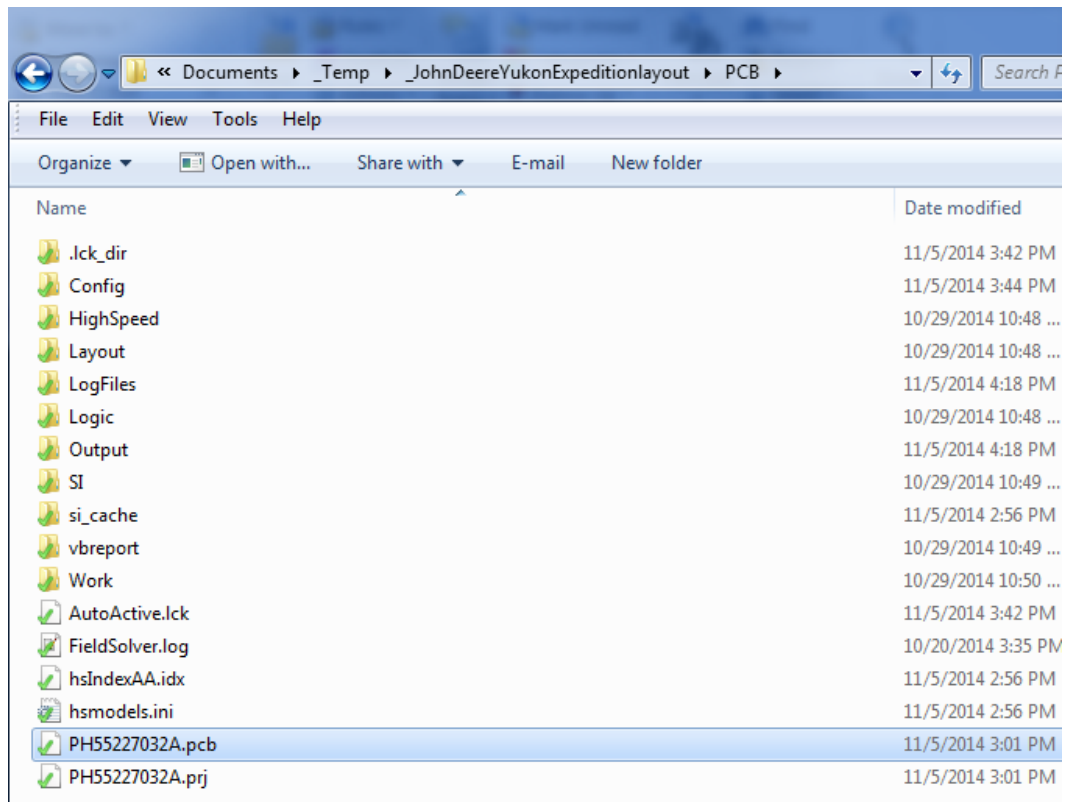 « Documents ▸ _Temp ▸ _JohnDeereYukonExpeditionlayout ▸ PCB ▸ Search
File Edit View Tools Help
Organize Open with... Share with E-mail New folder
Name Date modified
.lck_dir 11/5/2014 3:42 PM
Config 11/5/2014 3:44 PM
HighSpeed 10/29/2014 10:48 ...
Layout 10/29/2014 10:48 ...
LogFiles 11/5/2014 4:18 PM
Logic 10/29/2014 10:48 ...
Output 11/5/2014 4:18 PM
SI 10/29/2014 10:49 ...
si_cache 11/5/2014 2:56 PM
vbreport 10/29/2014 10:49 ...
Work 10/29/2014 10:50 ...
AutoActive.lck 11/5/2014 3:42 PM
FieldSolver.log 10/20/2014 3:35 PM
hsIndexAA.idx 11/5/2014 2:56 PM
hsmodels.ini 11/5/2014 2:56 PM
PH55227032A.pcb 11/5/2014 3:01 PM
PH55227032A.prj 11/5/2014 3:01 PM